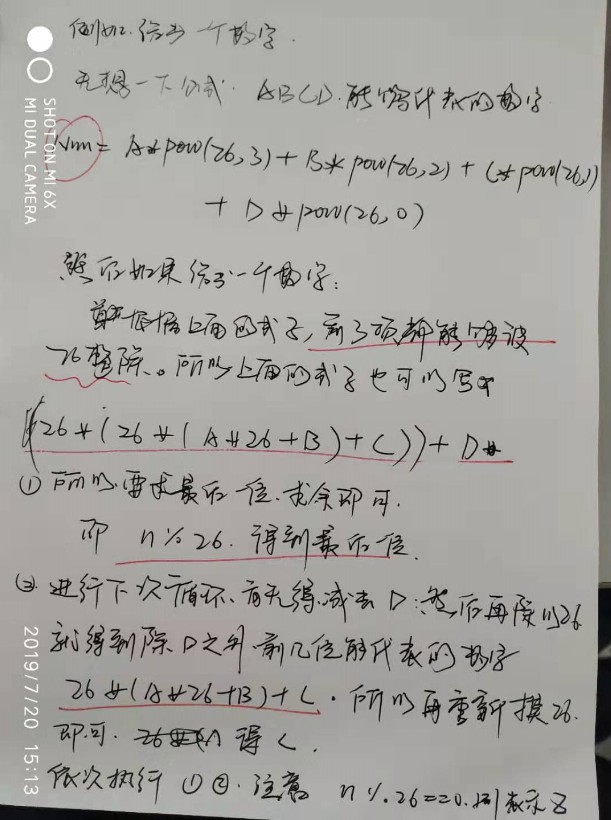 例如.给出一个数字.
先想一下公式. ABCD.能够代表的数字
Num = A*pow(26,3) + B*pow(26,2) + C*pow(26,1)
+ D*pow(26,0)
然后如果给出一个数字:
首先根据上面的式子,前3项都能够被
26整除。所以上面的式子也可以写
(26*(26*(A*26+B)+C))+D*
① 所以要求最后一位.求余即可.
即 n%26. 得到最后一位.
② 进行下次循环、首先得减去D:然后再除以26
就得到除D之外.前几位能代表的数字
26*(A*26+B)+C. 所以再重新摸26
即可. 得C.
依次执行 ① ②. 注意 n%26==0.则表示Z
SHOT ON MI 6X
MI DUAL CAMERA
2019/7/20 15:13